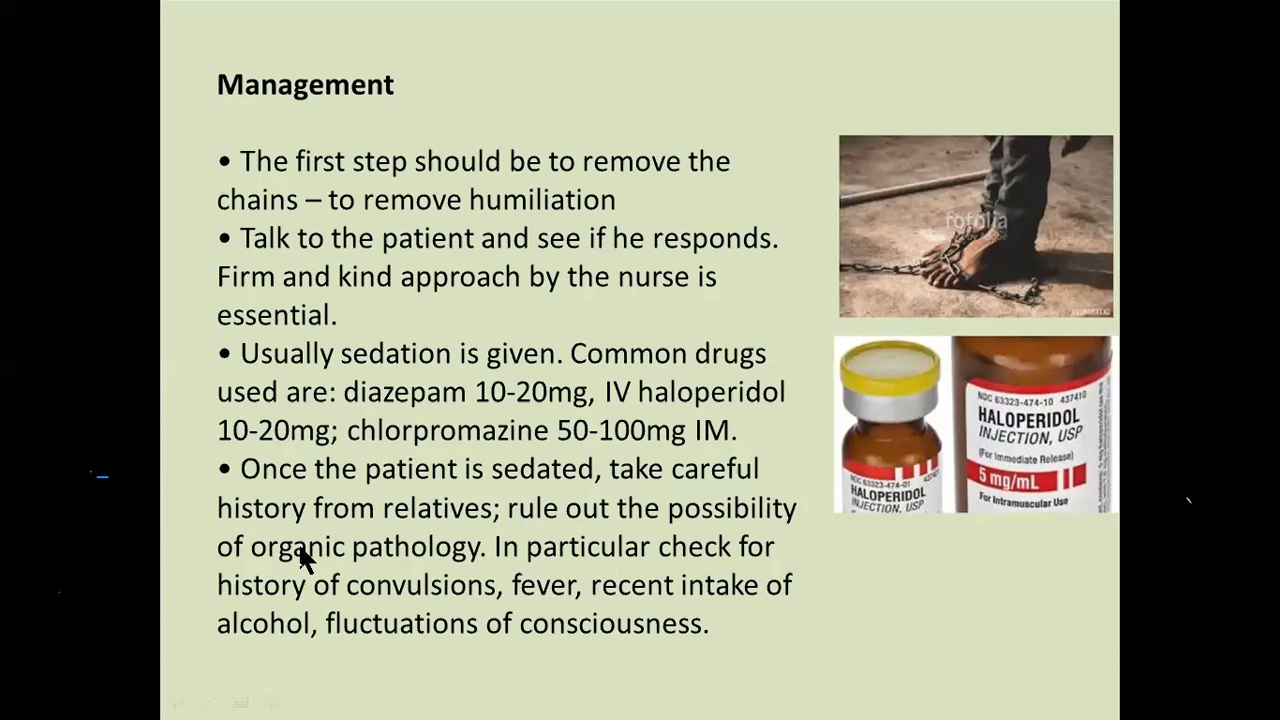 Management
• The first step should be to remove the
chains – to remove humiliation
• Talk to the patient and see if he responds.
Firm and kind approach by the nurse is
essential.
• Usually sedation is given. Common drugs
used are: diazepam 10-20mg, IV haloperidol
10-20mg; chlorpromazine 50-100mg IM.
• Once the patient is sedated, take careful
history from relatives; rule out the possibility
of organic pathology. In particular check for
history of convulsions, fever, recent intake of
alcohol, fluctuations of consciousness.
fotolia
NDC 63323-474-10 437410
HALOPERIDOL
INJECTION, USP
(For Immediate Release)
5 mg/mL
For Intramuscular Use
NDC 63323-474-01
HALOPERIDOL
INJECTION, USP